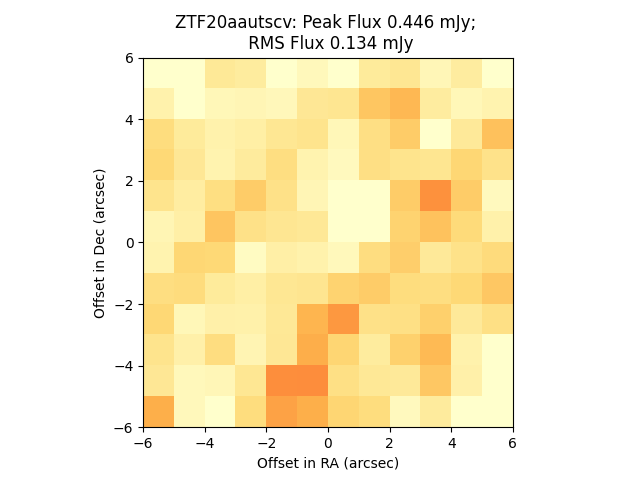 ZTF20aautscv: Peak Flux 0.446 mJy;
RMS Flux 0.134 mJy
6
4
2
0
−2
−4
−6
Offset in Dec (arcsec)
−6 −4 −2 0 2 4 6
Offset in RA (arcsec)